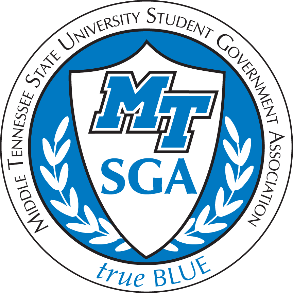 MIDDLE TENNESSEE STATE UNIVERSITY STUDENT GOVERNMENT ASSOCIATION
MT
SGA
true BLUE